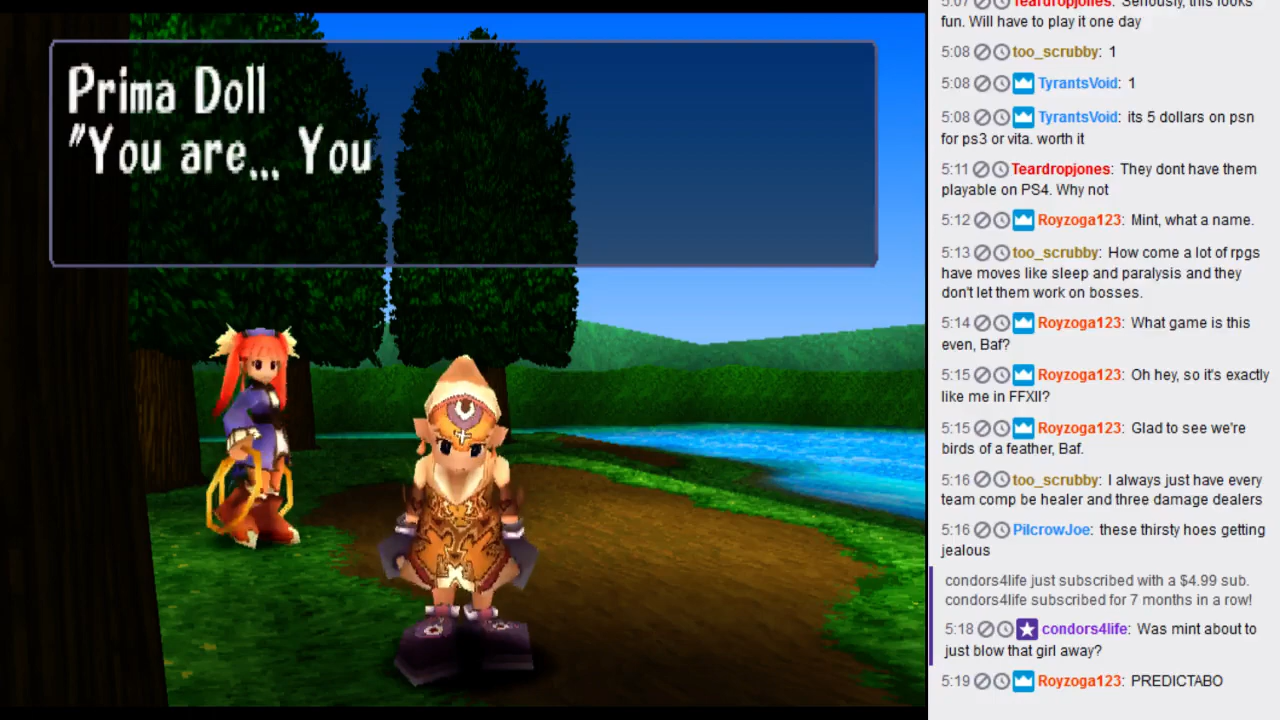 Prima Doll
"You are... You
5:07 Teardropjones: Seriously, this looks
fun. Will have to play it one day
5:08 too_scrubby: 1
5:08 TyrantsVoid: 1
5:08 TyrantsVoid: its 5 dollars on psn
for ps3 or vita. worth it
5:11 Teardropjones: They dont have them
playable on PS4. Why not
5:12 Royzoga123: Mint, what a name.
5:13 too_scrubby: How come a lot of rpgs
have moves like sleep and paralysis and they
don't let them work on bosses.
5:14 Royzoga123: What game is this
even, Baf?
5:15 Royzoga123: Oh hey, so it's exactly
like me in FFXII?
5:15 Royzoga123: Glad to see we're
birds of a feather, Baf.
5:16 too_scrubby: I always just have every
team comp be healer and three damage dealers
5:16 PilcrowJoe: these thirsty hoes getting
jealous
condors4life just subscribed with a $4.99 sub.
condors4life subscribed for 7 months in a row!
5:18 condors4life: Was mint about to
just blow that girl away?
5:19 Royzoga123: PREDICTABO